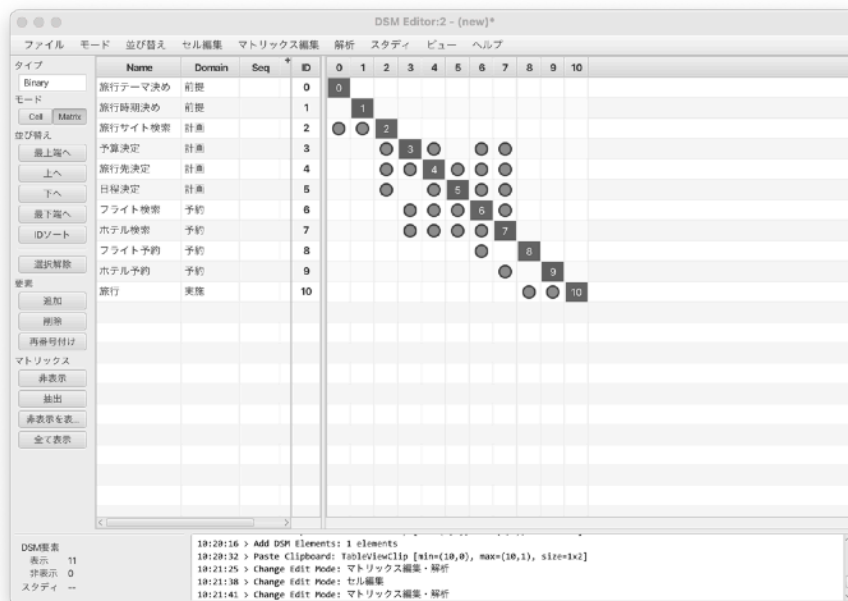 DSM Editor:2 - (new)*
ファイル モード 並び替え セル編集 マトリックス編集 解析 スタディ ビュー ヘルプ
タイプ
Binary
モード
Cell Matrix
並び替え
最上端へ
上へ
下へ
最下端へ
IDソート
選択解除
要素
追加
削除
再番号付け
マトリックス
非表示
抽出
非表示を表...
全て表示
Name Domain Seq + ID 0 1 2 3 4 5 6 7 8 9 10
旅行テーマ決め 前提 0 0
旅行時期決め 前提 1 1
旅行サイト検索 計画 2 2
予算決定 計画 3 3
旅行先決定 計画 4 4
日程決定 計画 5 5
フライト検索 予約 6 6
ホテル検索 予約 7 7
フライト予約 予約 8 8
ホテル予約 予約 9 9
旅行 実施 10 10
DSM要素
表示 11
非表示 0
スタディ --
10:20:16 > Add DSM Elements: 1 elements
10:20:32 > Paste Clipboard: TableViewClip [min=(10,0), max=(10,1), size=1x2]
10:21:25 > Change Edit Mode: マトリックス編集・解析
10:21:38 > Change Edit Mode: セル編集
10:21:41 > Change Edit Mode: マトリックス編集・解析